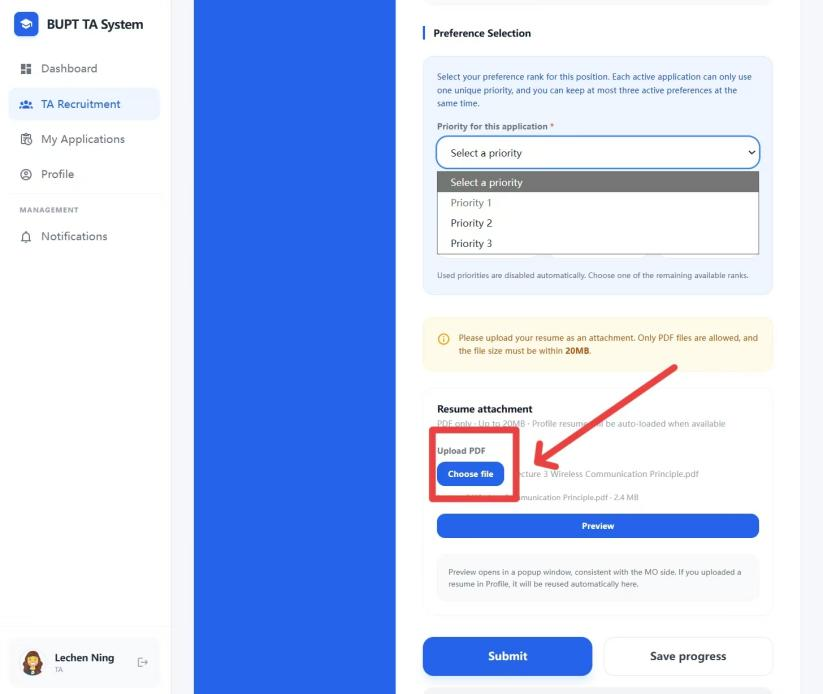 BUPT TA System
Dashboard
TA Recruitment
My Applications
Profile
MANAGEMENT
Notifications
Lechen Ning
TA
Preference Selection
Select your preference rank for this position. Each active application can only use
one unique priority, and you can keep at most three active preferences at the
same time.
Priority for this application *
Select a priority
Select a priority
Priority 1
Priority 2
Priority 3
Used priorities are disabled automatically. Choose one of the remaining available ranks.
Please upload your resume as an attachment. Only PDF files are allowed, and
the file size must be within 20MB.
Resume attachment
PDF only · Up to 20MB · Profile resume will be auto-loaded when available
Upload PDF
Choose file
ecture 3 Wireless Communication Principle.pdf
Principle.pdf · 2.4 MB
Preview
Preview opens in a popup window, consistent with the MO side. If you uploaded a
resume in Profile, it will be reused automatically here.
Submit
Save progress